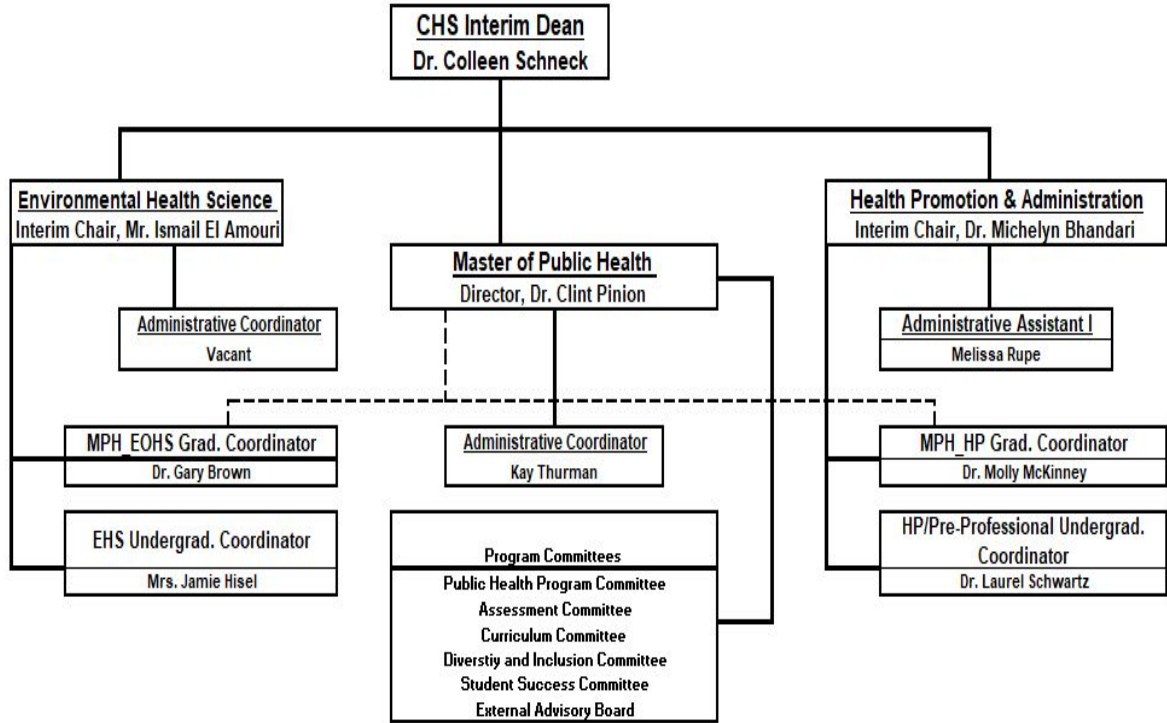 CHS Interim Dean
Dr. Colleen Schneck
Environmental Health Science
Interim Chair, Mr. Ismail El Amouri
Health Promotion & Administration
Interim Chair, Dr. Michelyn Bhandari
Master of Public Health
Director, Dr. Clint Pinion
Administrative Coordinator
Vacant
Administrative Assistant I
Melissa Rupe
MPH_EOHS Grad. Coordinator
Dr. Gary Brown
Administrative Coordinator
Kay Thurman
MPH_HP Grad. Coordinator
Dr. Molly McKinney
EHS Undergrad. Coordinator
Mrs. Jamie Hisel
HP/Pre-Professional Undergrad.
Coordinator
Dr. Laurel Schwartz
Program Committees
Public Health Program Committee
Assessment Committee
Curriculum Committee
Diverstiy and Inclusion Committee
Student Success Committee
External Advisory Board